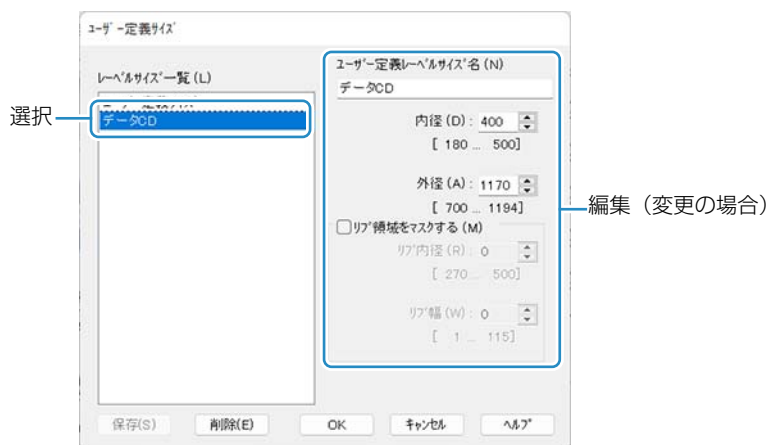 ユーザー定義サイズ
レーベルサイズ一覧(L)
データCD
選択
ユーザー定義レーベルサイズ名(N)
データCD
内径(D): 400
[ 180 ... 500]
外径(A): 1170
[ 700 ... 1194]
リブ領域をマスクする(M)
リブ内径(R): 0
[ 270 ... 500]
リブ幅(W): 0
[ 1 ... 115]
編集（変更の場合）
保存(S)
削除(E)
OK
キャンセル
ヘルプ